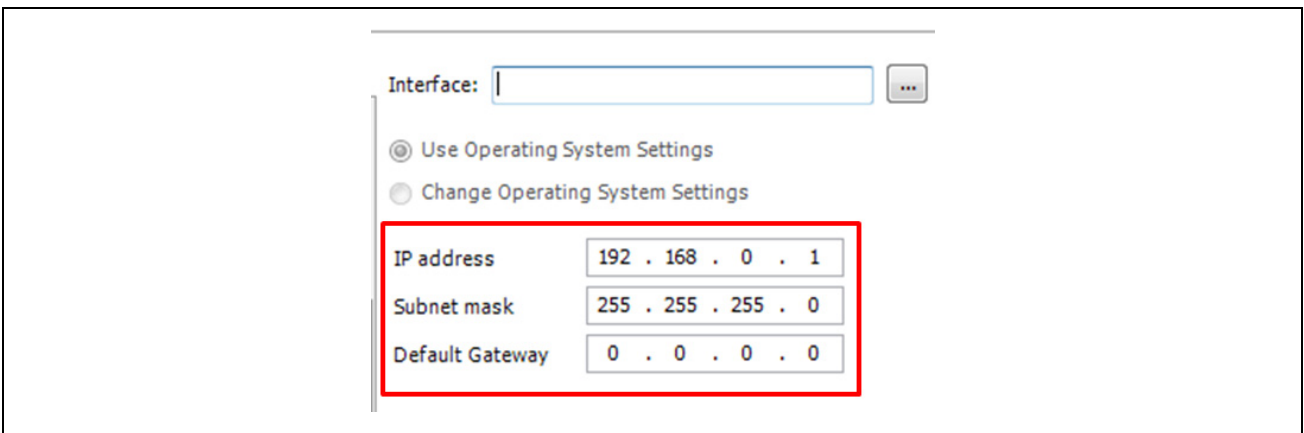 Interface: ...
Use Operating System Settings
Change Operating System Settings
IP address 192 . 168 . 0 . 1
Subnet mask 255 . 255 . 255 . 0
Default Gateway 0 . 0 . 0 . 0